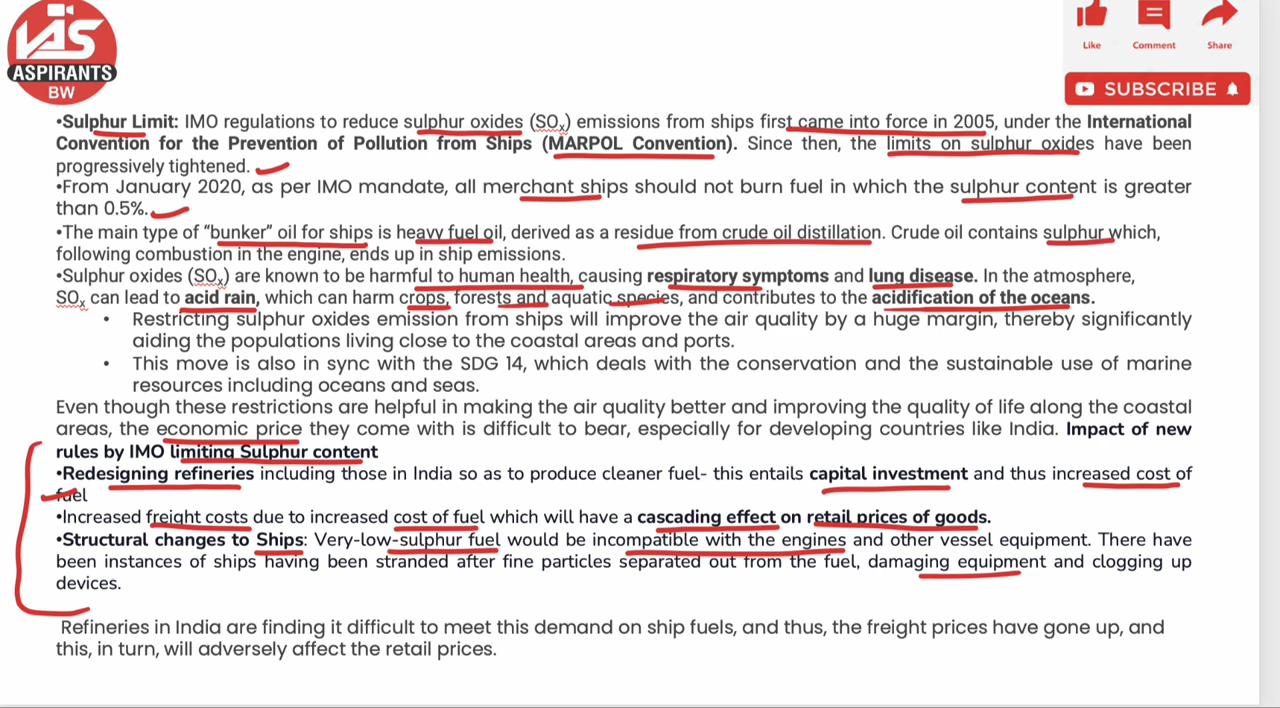 IAS
ASPIRANTS
BW
Like Comment Share
SUBSCRIBE
•Sulphur Limit: IMO regulations to reduce sulphur oxides (SOx) emissions from ships first came into force in 2005, under the International
Convention for the Prevention of Pollution from Ships (MARPOL Convention). Since then, the limits on sulphur oxides have been
progressively tightened.
•From January 2020, as per IMO mandate, all merchant ships should not burn fuel in which the sulphur content is greater
than 0.5%.
•The main type of “bunker” oil for ships is heavy fuel oil, derived as a residue from crude oil distillation. Crude oil contains sulphur which,
following combustion in the engine, ends up in ship emissions.
•Sulphur oxides (SOx) are known to be harmful to human health, causing respiratory symptoms and lung disease. In the atmosphere,
SOx can lead to acid rain, which can harm crops, forests and aquatic species, and contributes to the acidification of the oceans.
• Restricting sulphur oxides emission from ships will improve the air quality by a huge margin, thereby significantly
aiding the populations living close to the coastal areas and ports.
• This move is also in sync with the SDG 14, which deals with the conservation and the sustainable use of marine
resources including oceans and seas.
Even though these restrictions are helpful in making the air quality better and improving the quality of life along the coastal
areas, the economic price they come with is difficult to bear, especially for developing countries like India. Impact of new
rules by IMO limiting Sulphur content
•Redesigning refineries including those in India so as to produce cleaner fuel- this entails capital investment and thus increased cost of
fuel
•Increased freight costs due to increased cost of fuel which will have a cascading effect on retail prices of goods.
•Structural changes to Ships: Very-low-sulphur fuel would be incompatible with the engines and other vessel equipment. There have
been instances of ships having been stranded after fine particles separated out from the fuel, damaging equipment and clogging up
devices.
Refineries in India are finding it difficult to meet this demand on ship fuels, and thus, the freight prices have gone up, and
this, in turn, will adversely affect the retail prices.